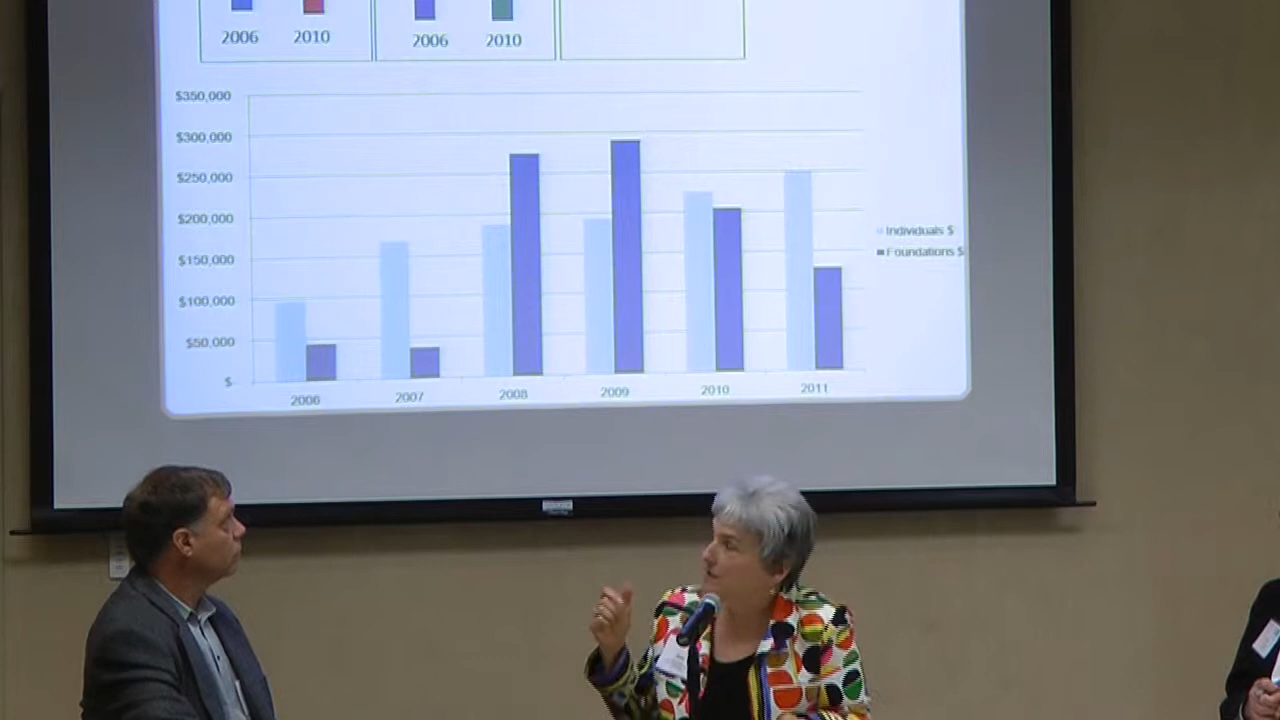 2006 2010 2006 2010
$350,000
$300,000
$250,000
$200,000
$150,000
$100,000
$50,000
$
Individuals $
Foundations $
2006 2007 2008 2009 2010 2011